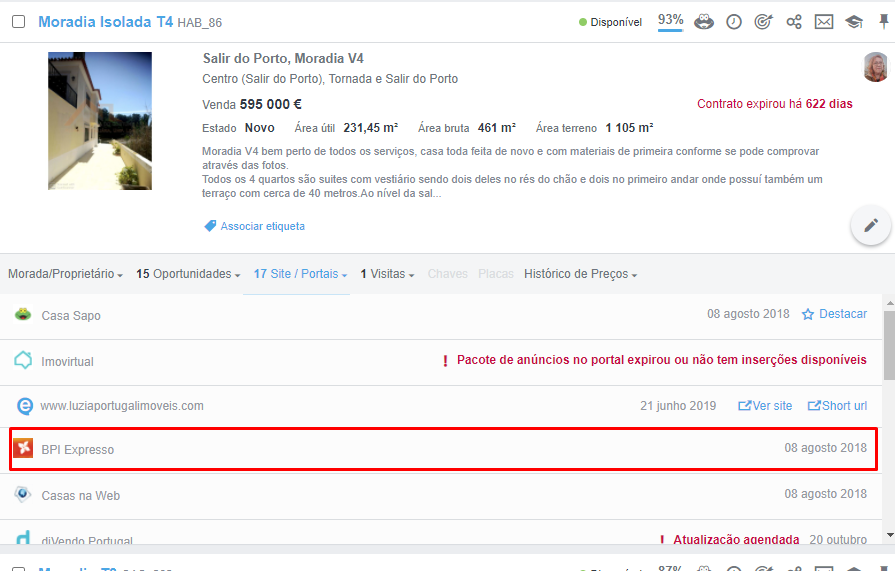 Moradia Isolada T4 HAB_86
Disponível 93%
Salir do Porto, Moradia V4
Centro (Salir do Porto), Tornada e Salir do Porto
Venda 595 000 €
Contrato expirou há 622 dias
Estado Novo Área útil 231,45 m² Área bruta 461 m² Área terreno 1 105 m²
Moradia V4 bem perto de todos os serviços, casa toda feita de novo e com materiais de primeira conforme se pode comprovar
através das fotos.
Todos os 4 quartos são suites com vestiário sendo dois deles no rés do chão e dois no primeiro andar onde possuí também um
terraço com cerca de 40 metros.Ao nível da sal...
Associar etiqueta
Morada/Proprietário 15 Oportunidades 17 Site / Portais 1 Visitas Chaves Placas Histórico de Preços
Casa Sapo 08 agosto 2018 Destacar
Imovirtual ! Pacote de anúncios no portal expirou ou não tem inserções disponíveis
www.luziaportugalimoveis.com 21 junho 2019 Ver site Short url
BPI Expresso 08 agosto 2018
Casas na Web 08 agosto 2018
diVendo Portugal ! Atualização agendada 20 outubro
87%